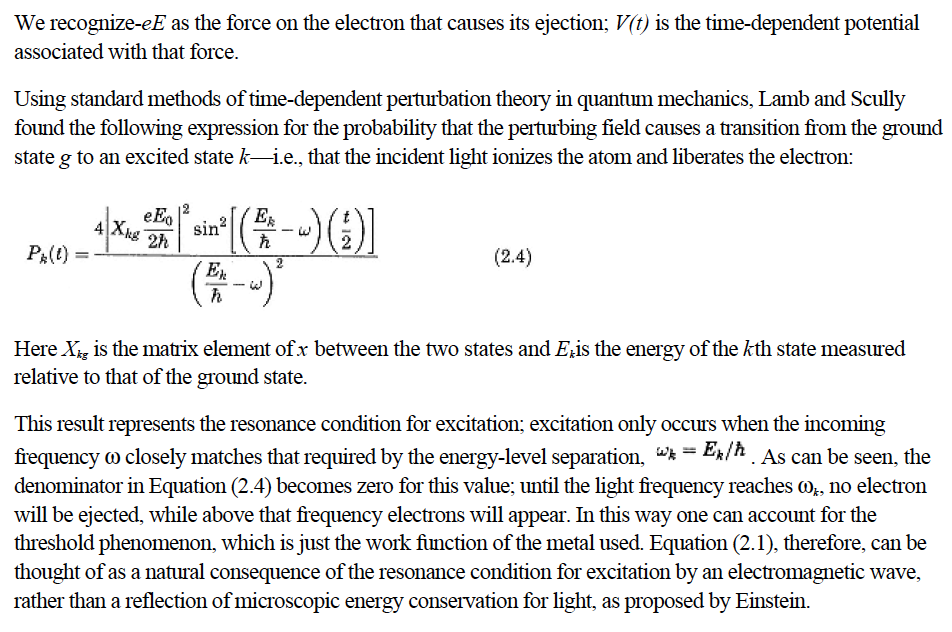 We recognize-eE as the force on the electron that causes its ejection; V(t) is the time-dependent potential
associated with that force.
Using standard methods of time-dependent perturbation theory in quantum mechanics, Lamb and Scully
found the following expression for the probability that the perturbing field causes a transition from the ground
state g to an excited state k—i.e., that the incident light ionizes the atom and liberates the electron:
P_k(t) = \frac{4\left|X_{kg}\frac{eE_0}{2\hbar}\right|^2 \sin^2\left[\left(\frac{E_k}{\hbar}-\omega\right)\left(\frac{t}{2}\right)\right]}{\left(\frac{E_k}{\hbar}-\omega\right)^2} (2.4)
Here X_kg is the matrix element of x between the two states and E_k is the energy of the kth state measured
relative to that of the ground state.
This result represents the resonance condition for excitation; excitation only occurs when the incoming
frequency ω closely matches that required by the energy-level separation, ω_k = E_k/ħ . As can be seen, the
denominator in Equation (2.4) becomes zero for this value; until the light frequency reaches ω_k, no electron
will be ejected, while above that frequency electrons will appear. In this way one can account for the
threshold phenomenon, which is just the work function of the metal used. Equation (2.1), therefore, can be
thought of as a natural consequence of the resonance condition for excitation by an electromagnetic wave,
rather than a reflection of microscopic energy conservation for light, as proposed by Einstein.